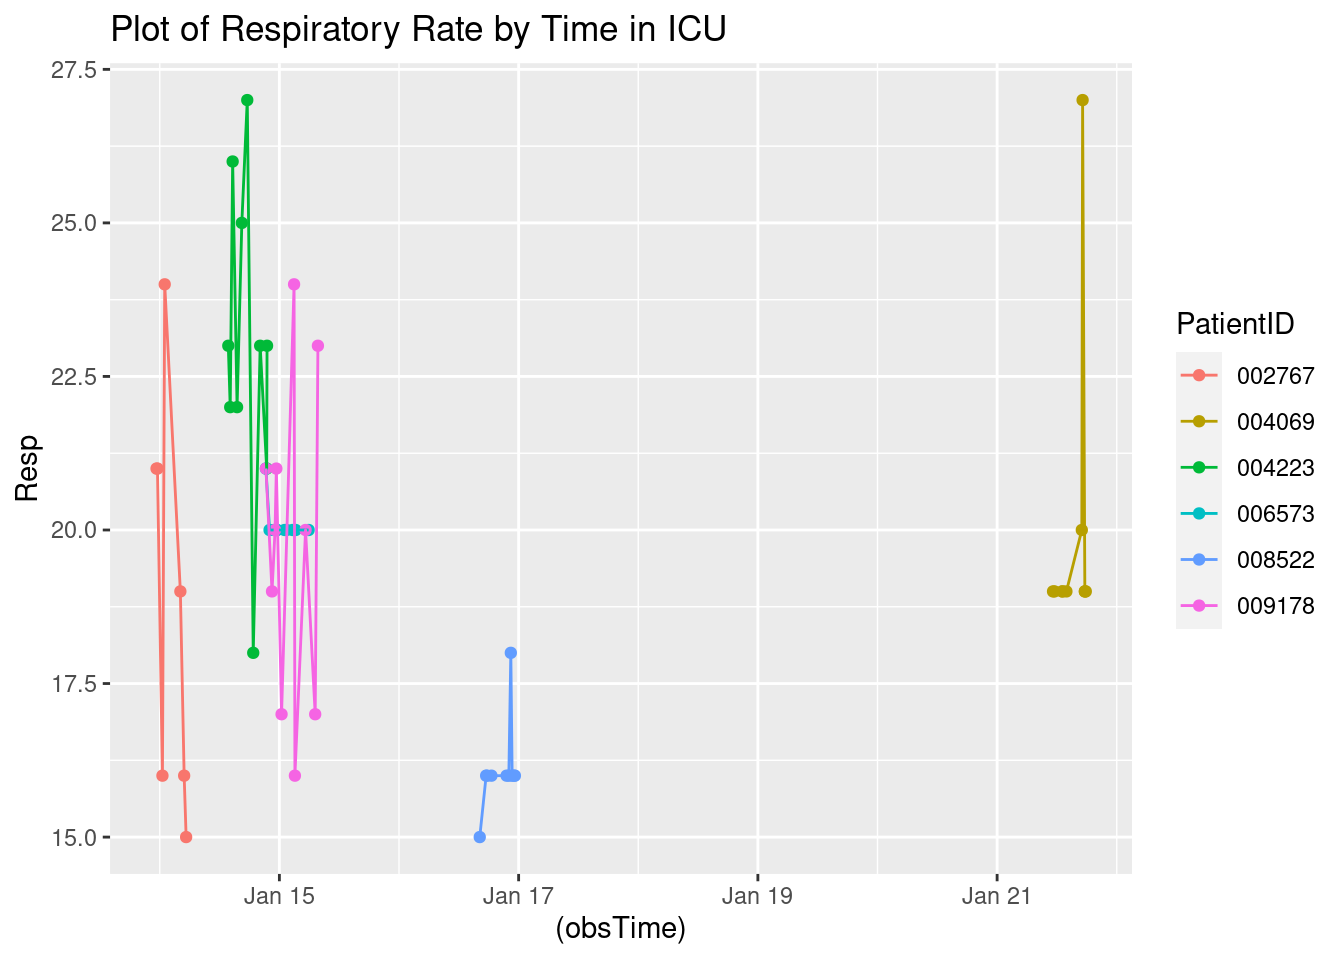 Plot of Respiratory Rate by Time in ICU
27.5
25.0
22.5
20.0
17.5
15.0
Resp
Jan 15
Jan 17
Jan 19
Jan 21
(obsTime)
PatientID
002767
004069
004223
006573
008522
009178